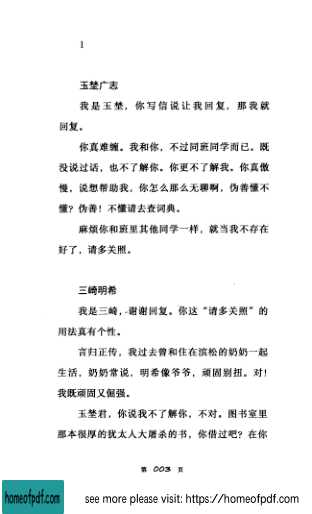 1
玉埜广志
我是玉埜，你写信说让我回复，那我就
回复。
你真难缠。我和你，不过同班同学而已。既
没说过话，也不了解你。你更不了解我。你真傲
慢，说想帮助我，你怎么那么无聊啊，伪善懂不
懂？伪善！不懂请去查词典。
麻烦你和班里其他同学一样，就当我不存在
好了，请多关照。
三崎明希
我是三崎，谢谢回复。你这“请多关照”的
用法真有个性。
言归正传，我过去曾和住在滨松的奶奶一起
生活，奶奶常说，明希像爷爷，顽固别扭。对！
我既顽固又倔强。
玉埜君，你说我不了解你，不对。图书室里
那本很厚的犹太人大屠杀的书，你借过吧？在你
第 003 页
homeofpdf.com
see more please visit: https://homeofpdf.com